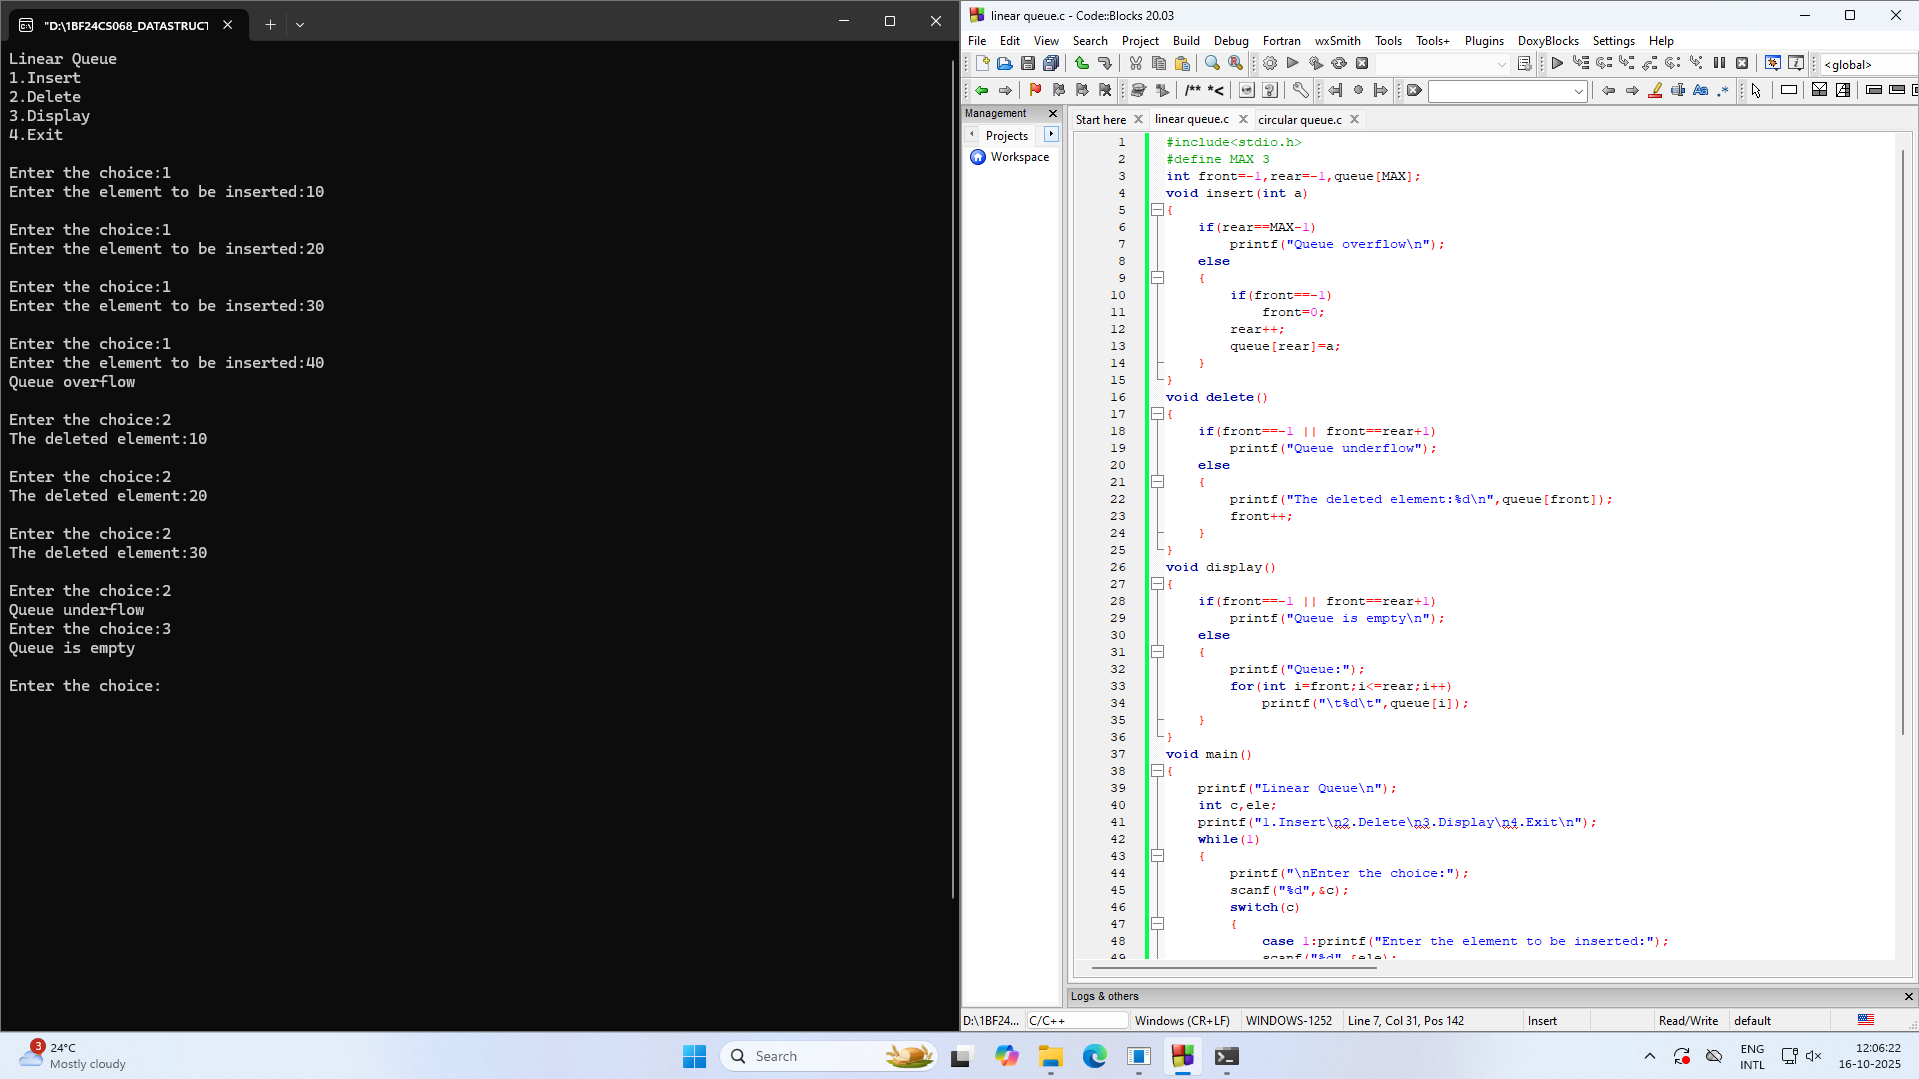 "D:\1BF24CS068_DATASTRUCT
Linear Queue
1.Insert
2.Delete
3.Display
4.Exit
Enter the choice:1
Enter the element to be inserted:10
Enter the choice:1
Enter the element to be inserted:20
Enter the choice:1
Enter the element to be inserted:30
Enter the choice:1
Enter the element to be inserted:40
Queue overflow
Enter the choice:2
The deleted element:10
Enter the choice:2
The deleted element:20
Enter the choice:2
The deleted element:30
Enter the choice:2
Queue underflow
Enter the choice:3
Queue is empty
Enter the choice:
linear queue.c - Code::Blocks 20.03
File Edit View Search Project Build Debug Fortran wxSmith Tools Tools+ Plugins DoxyBlocks Settings Help
<global>
/** *<
Management
Projects
Workspace
Start here
linear queue.c
circular queue.c
1 #include<stdio.h>
2 #define MAX 3
3 int front=-1,rear=-1,queue[MAX];
4 void insert(int a)
5 {
6 if(rear==MAX-1)
7 printf("Queue overflow\n");
8 else
9 {
10 if(front==-1)
11 front=0;
12 rear++;
13 queue[rear]=a;
14 }
15 }
16 void delete()
17 {
18 if(front==-1 || front==rear+1)
19 printf("Queue underflow");
20 else
21 {
22 printf("The deleted element:%d\n",queue[front]);
23 front++;
24 }
25 }
26 void display()
27 {
28 if(front==-1 || front==rear+1)
29 printf("Queue is empty\n");
30 else
31 {
32 printf("Queue:");
33 for(int i=front;i<=rear;i++)
34 printf("\t%d\t",queue[i]);
35 }
36 }
37 void main()
38 {
39 printf("Linear Queue\n");
40 int c,ele;
41 printf("1.Insert\n2.Delete\n3.Display\n4.Exit\n");
42 while(1)
43 {
44 printf("\nEnter the choice:");
45 scanf("%d",&c);
46 switch(c)
47 {
48 case 1:printf("Enter the element to be inserted:");
49 scanf("%d",&ele);
Logs & others
D:\1BF24... C/C++ Windows (CR+LF) WINDOWS-1252 Line 7, Col 31, Pos 142 Insert Read/Write default
3
24°C
Mostly cloudy
Search
ENG
INTL
12:06:22
16-10-2025